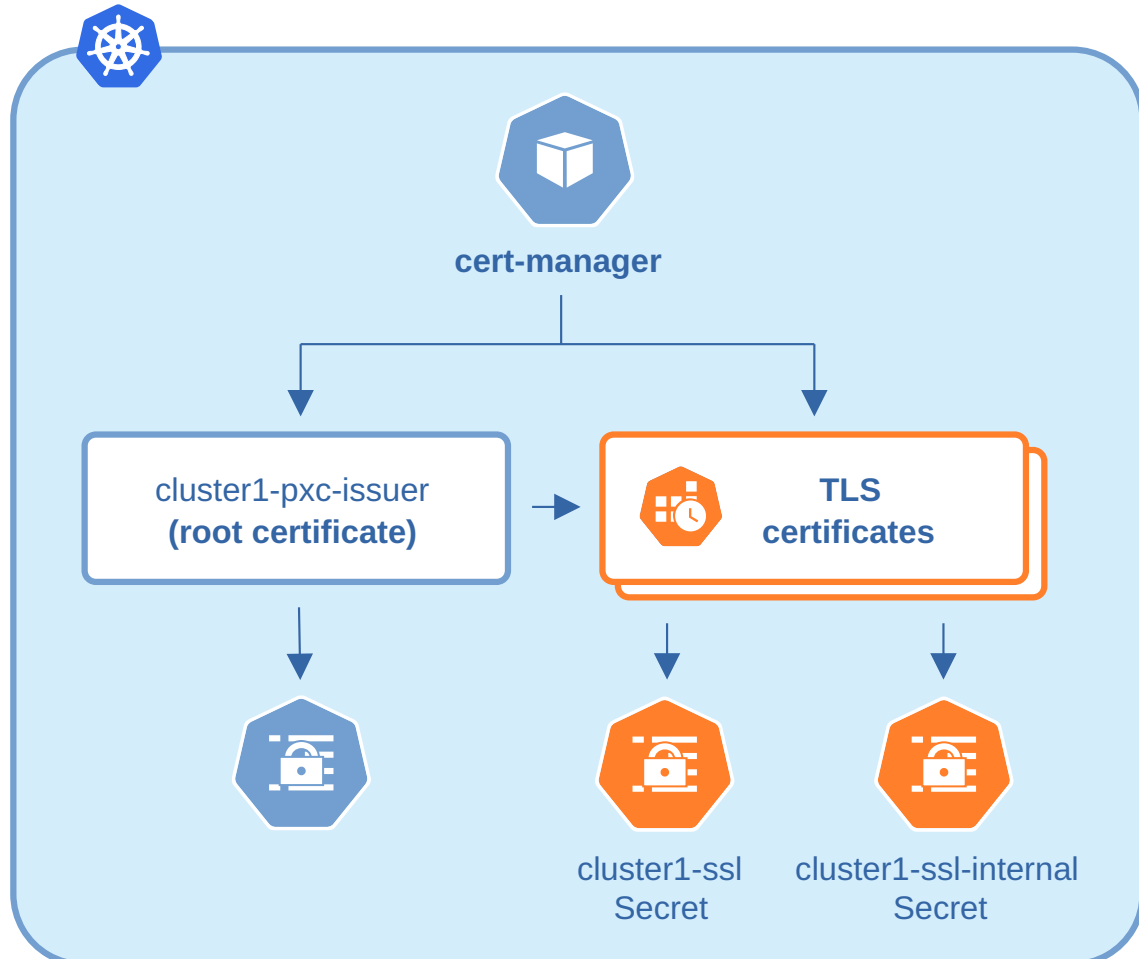 cert-manager
cluster1-pxc-issuer
(root certificate)
TLS
certificates
cluster1-ssl
Secret
cluster1-ssl-internal
Secret